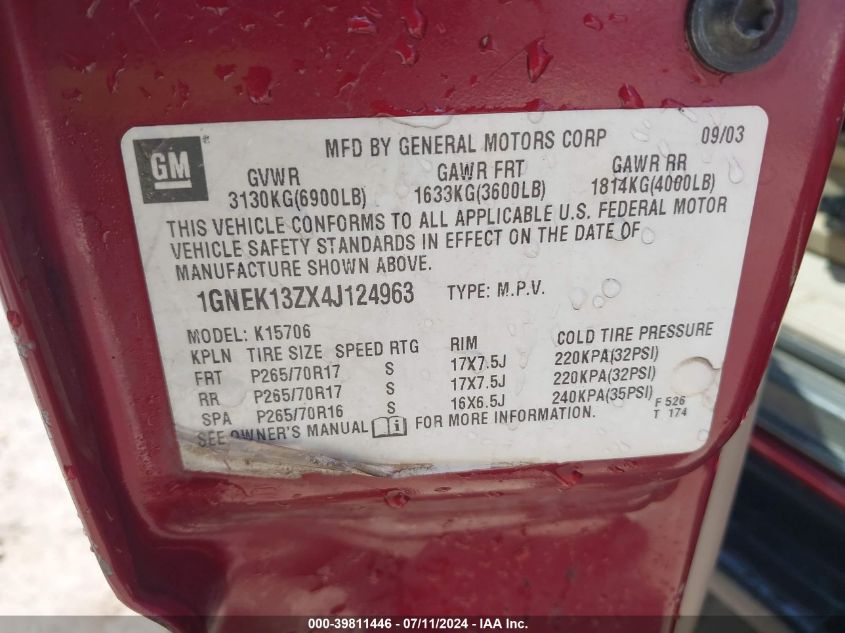 GM
MFD BY GENERAL MOTORS CORP 09/03
GVWR GAWR FRT GAWR RR
3130KG(6900LB) 1633KG(3600LB) 1814KG(4000LB)
THIS VEHICLE CONFORMS TO ALL APPLICABLE U.S. FEDERAL MOTOR
VEHICLE SAFETY STANDARDS IN EFFECT ON THE DATE OF
MANUFACTURE SHOWN ABOVE.
1GNEK13ZX4J124963 TYPE: M.P.V.
MODEL: K15706
KPLN TIRE SIZE SPEED RTG RIM COLD TIRE PRESSURE
FRT P265/70R17 S 17X7.5J 220KPA(32PSI)
RR P265/70R17 S 17X7.5J 220KPA(32PSI)
SPA P265/70R16 S 16X6.5J 240KPA(35PSI) F 526
T 174
SEE OWNER'S MANUAL FOR MORE INFORMATION.
000-39811446 - 07/11/2024 - IAAI Inc.